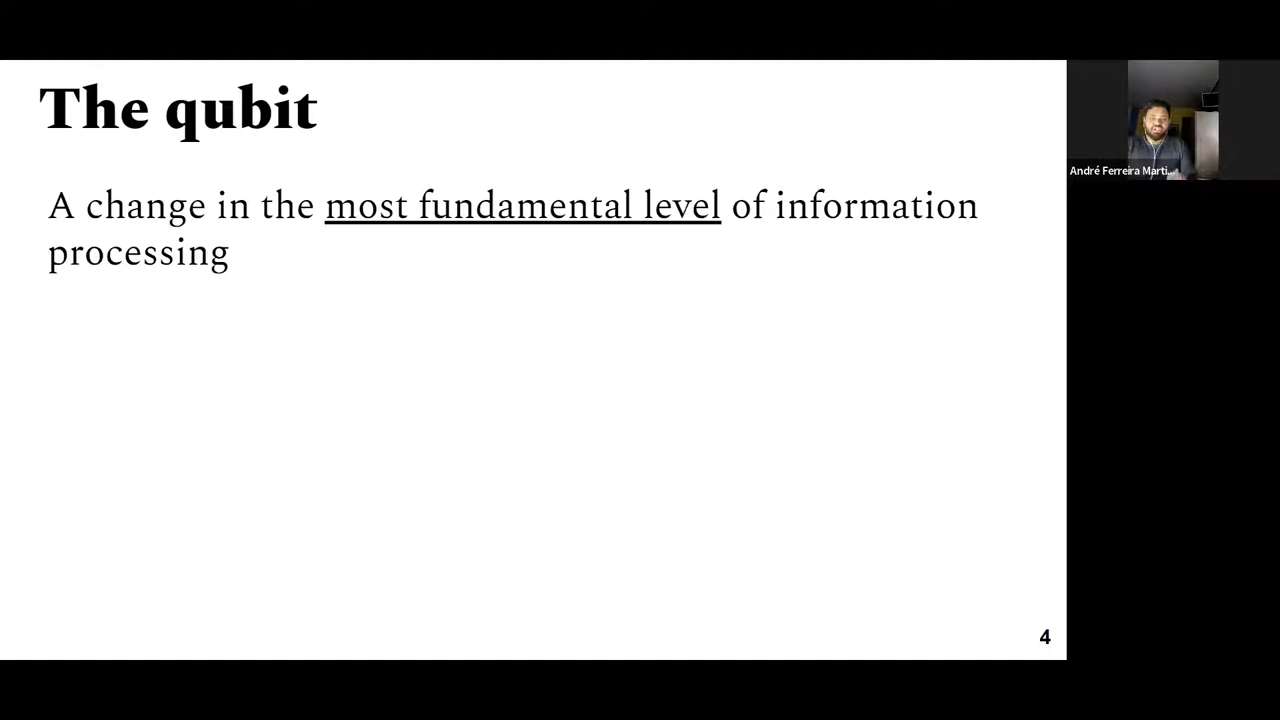 The qubit
A change in the most fundamental level of information
processing
André Ferreira Marti...
4